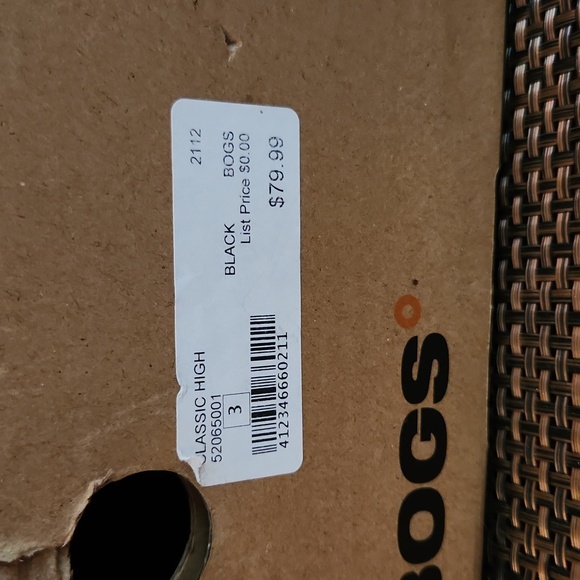 CLASSIC HIGH 2112
52065001
3 BLACK BOGS
List Price $0.00
412346660211 $79.99
BOGS